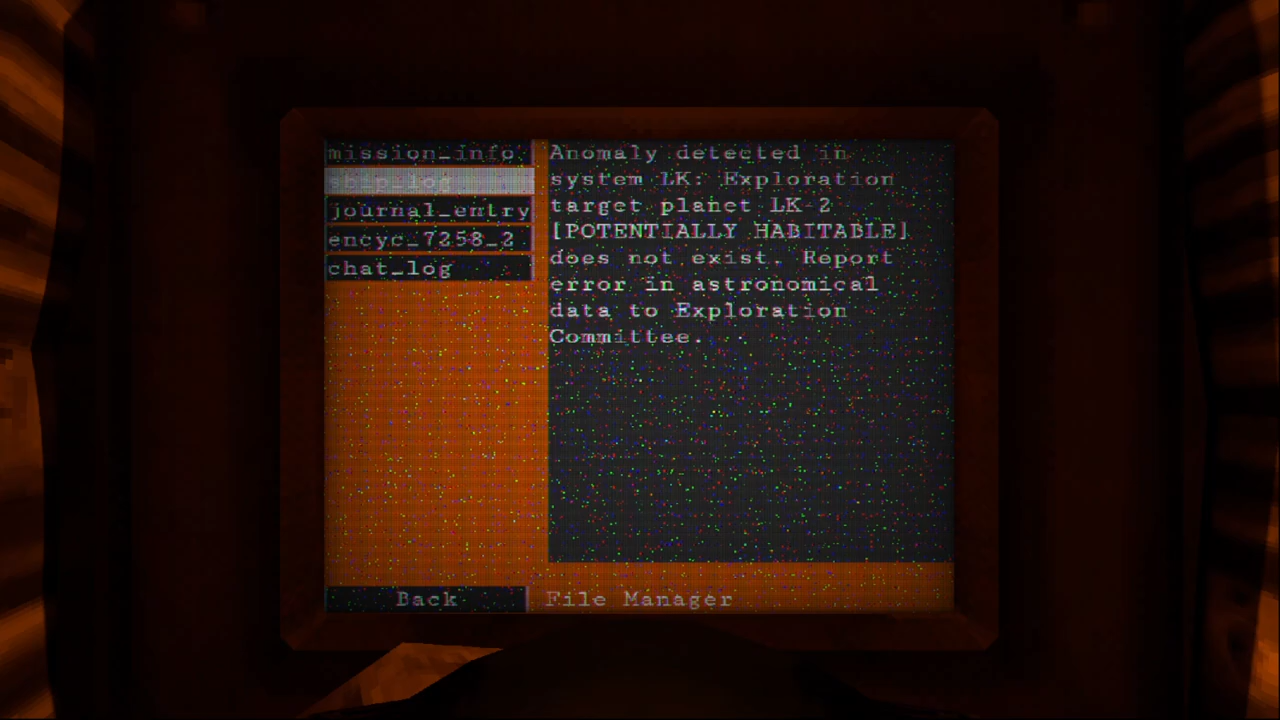 mission_info
ship_log
journal_entry
encyc_7258_2
chat_log
Anomaly detected in
system LK: Exploration
target planet LK-2
[POTENTIALLY HABITABLE]
does not exist. Report
error in astronomical
data to Exploration
Committee.
Back
File Manager